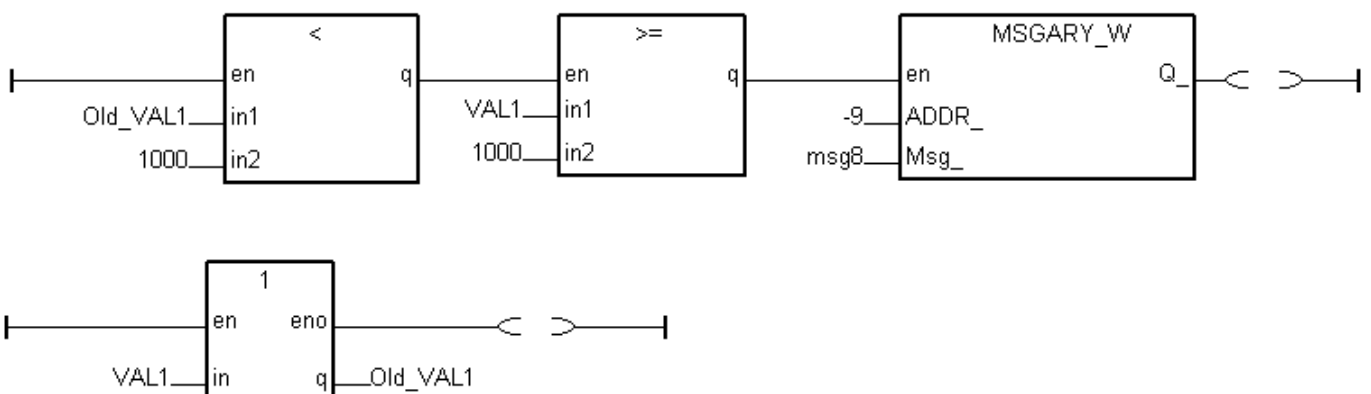 < >= MSGARY_W
en q en q en Q_
Old_VAL1 in1 VAL1 in1 -9 ADDR_
1000 in2 1000 in2 msg8 Msg_
1
en eno
VAL1 in q Old_VAL1